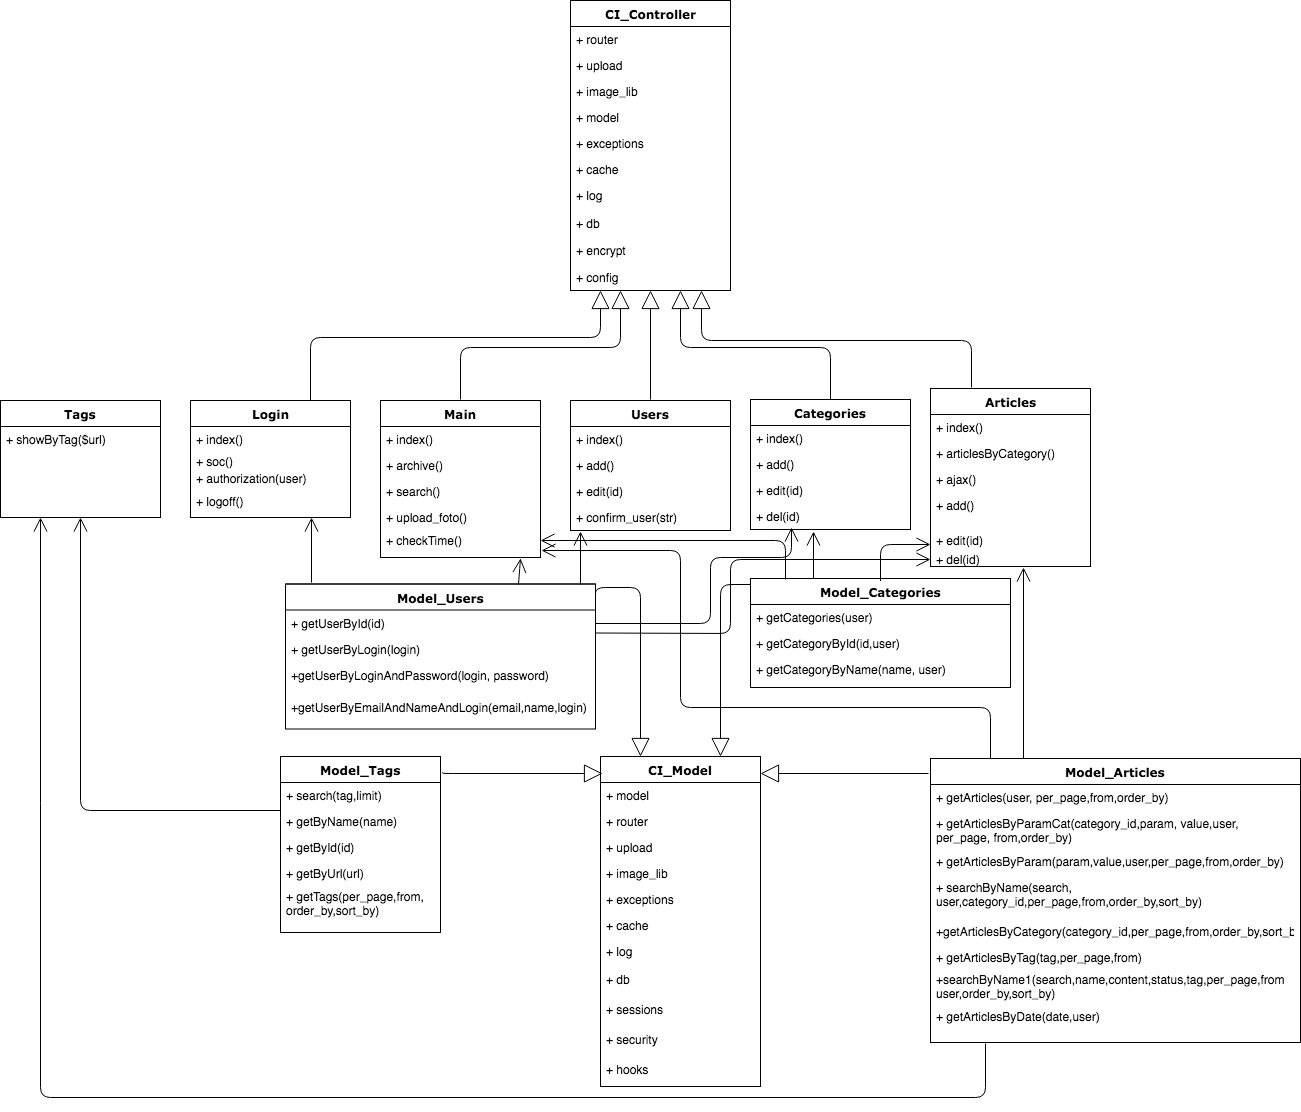 CI_Controller
+ router
+ upload
+ image_lib
+ model
+ exceptions
+ cache
+ log
+ db
+ encrypt
+ config
Tags
+ showByTag($url)
Login
+ index()
+ soc()
+ authorization(user)
+ logoff()
Main
+ index()
+ archive()
+ search()
+ upload_foto()
+ checkTime()
Users
+ index()
+ add()
+ edit(id)
+ confirm_user(str)
Categories
+ index()
+ add()
+ edit(id)
+ del(id)
Articles
+ index()
+ articlesByCategory()
+ ajax()
+ add()
+ edit(id)
+ del(id)
Model_Users
+ getUserById(id)
+ getUserByLogin(login)
+getUserByLoginAndPassword(login, password)
+getUserByEmailAndNameAndLogin(email,name,login)
Model_Categories
+ getCategories(user)
+ getCategoryById(id,user)
+ getCategoryByName(name, user)
Model_Tags
+ search(tag,limit)
+ getByName(name)
+ getById(id)
+ getByUrl(url)
+ getTags(per_page,from,
order_by,sort_by)
CI_Model
+ model
+ router
+ upload
+ image_lib
+ exceptions
+ cache
+ log
+ db
+ sessions
+ security
+ hooks
Model_Articles
+ getArticles(user, per_page,from,order_by)
+ getArticlesByParamCat(category_id,param, value,user,
per_page, from,order_by)
+ getArticlesByParam(param,value,user,per_page,from,order_by)
+ searchByName(search,
user,category_id,per_page,from,order_by,sort_by)
+getArticlesByCategory(category_id,per_page,from,order_by,sort_b
+ getArticlesByTag(tag,per_page,from)
+searchByName1(search,name,content,status,tag,per_page,from
user,order_by,sort_by)
+ getArticlesByDate(date,user)